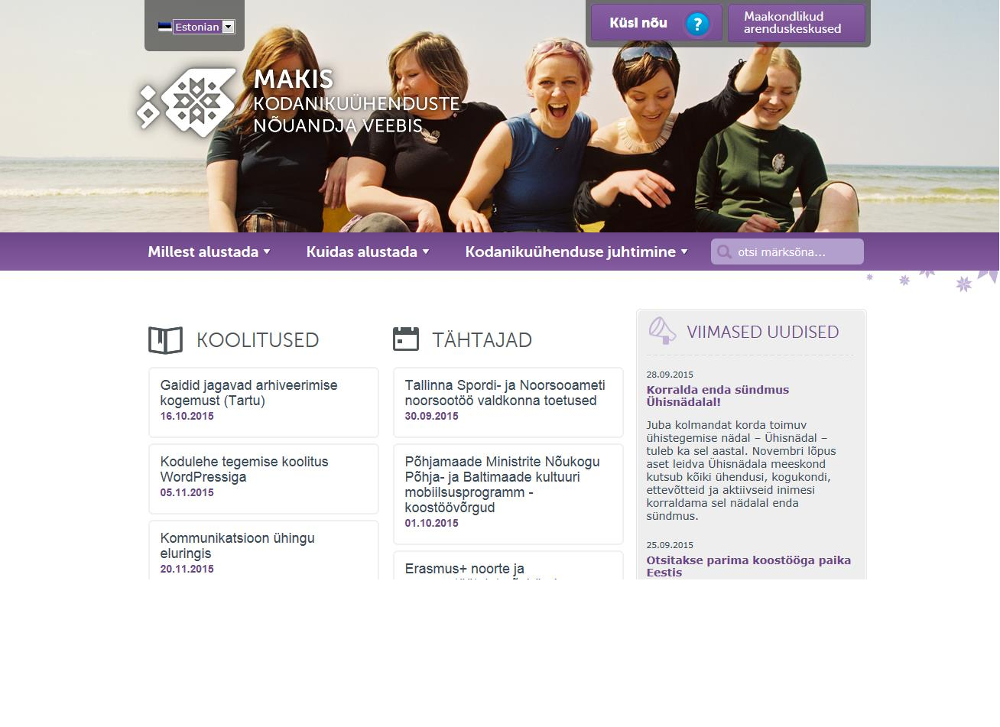 Estonian
Küsi nõu
?
Maakondlikud
arenduskeskused
MAKIS
KODANIKUÜHENDUSTE
NÕUANDJA VEEBIS
Millest alustada
Kuidas alustada
Kodanikuühenduse juhtimine
otsi märksõna...
KOOLITUSED
Gaidid jagavad arhiveerimise
kogemust (Tartu)
16.10.2015
Kodulehe tegemise koolitus
WordPressiga
05.11.2015
Kommunikatsioon ühingu
eluringis
20.11.2015
TÄHTAJAD
Tallinna Spordi- ja Noorsooameti
noorsootöö valdkonna toetused
30.09.2015
Põhjamaade Ministrite Nõukogu
Põhja- ja Baltimaade kultuuri
mobiilsusprogramm -
koostöövõrgud
01.10.2015
Erasmus+ noorte ja
VIIMASED UUDISED
28.09.2015
Korralda enda sündmus
Ühisnädalal!
Juba kolmandat korda toimuv
ühistegemise nädal – Ühisnädal –
tuleb ka sel aastal. Novembri lõpus
aset leidva Ühisnädala meeskond
kutsub kõiki ühendusi, kogukondi,
ettevõtteid ja aktiivseid inimesi
korraldama sel nädalal enda
sündmus.
25.09.2015
Otsitakse parima koostööga paika
Eestis